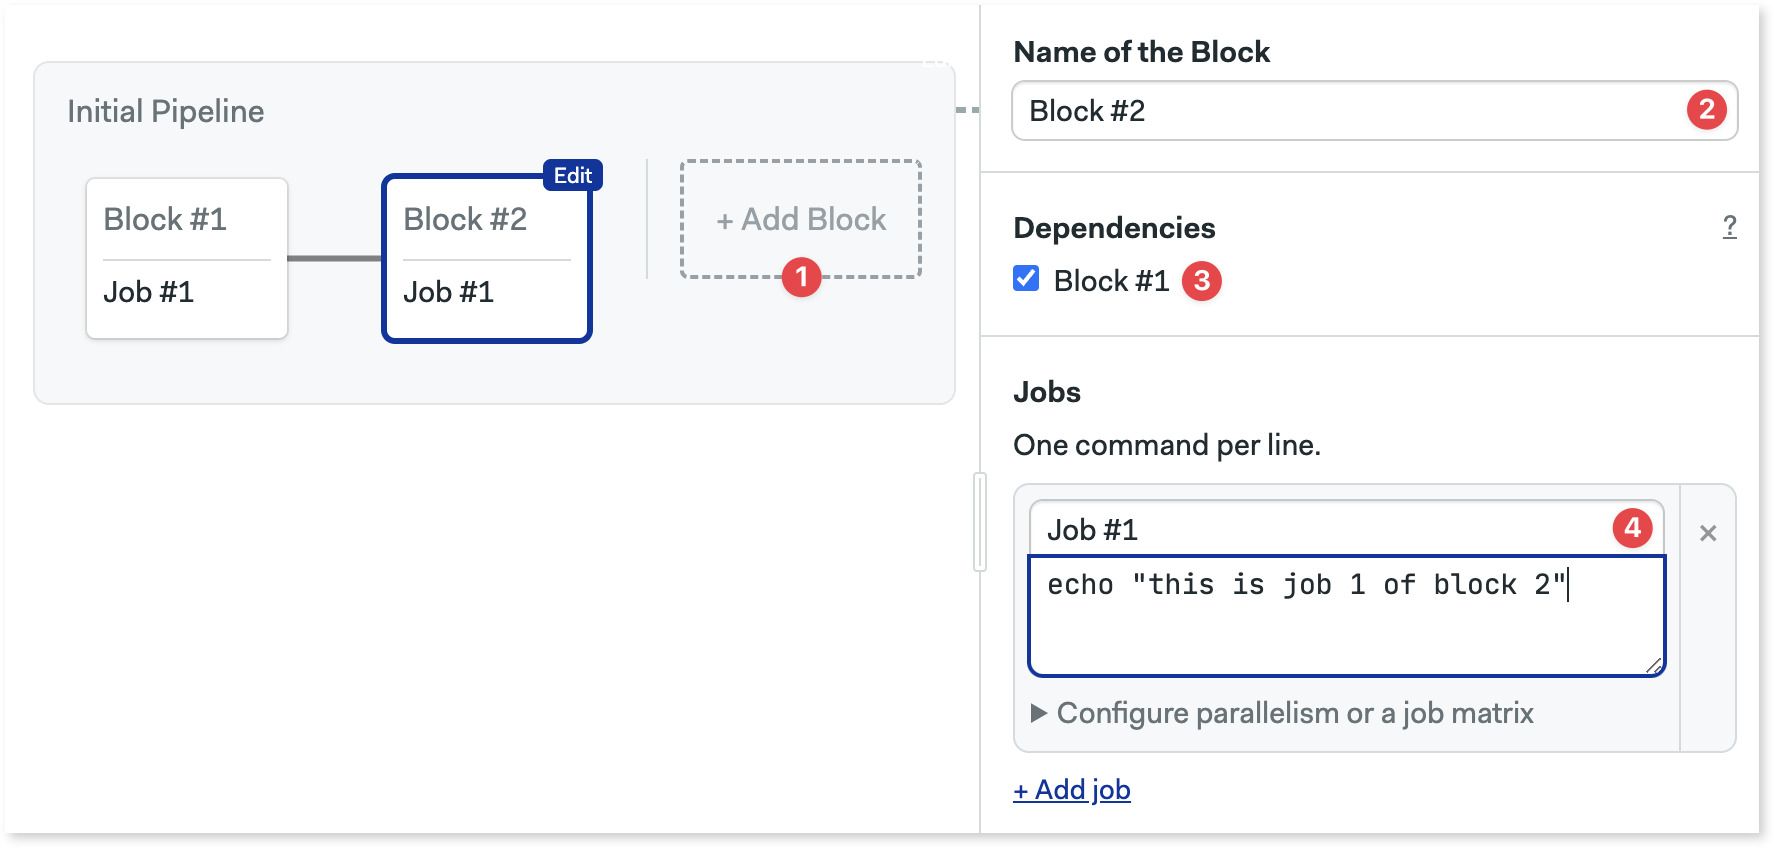 Initial Pipeline
Block #1
Job #1
Edit
Block #2
Job #1
+ Add Block
1
Name of the Block
Block #2
2
Dependencies
?
Block #1
3
Jobs
One command per line.
Job #1
4
×
echo "this is job 1 of block 2"
▶ Configure parallelism or a job matrix
+ Add job